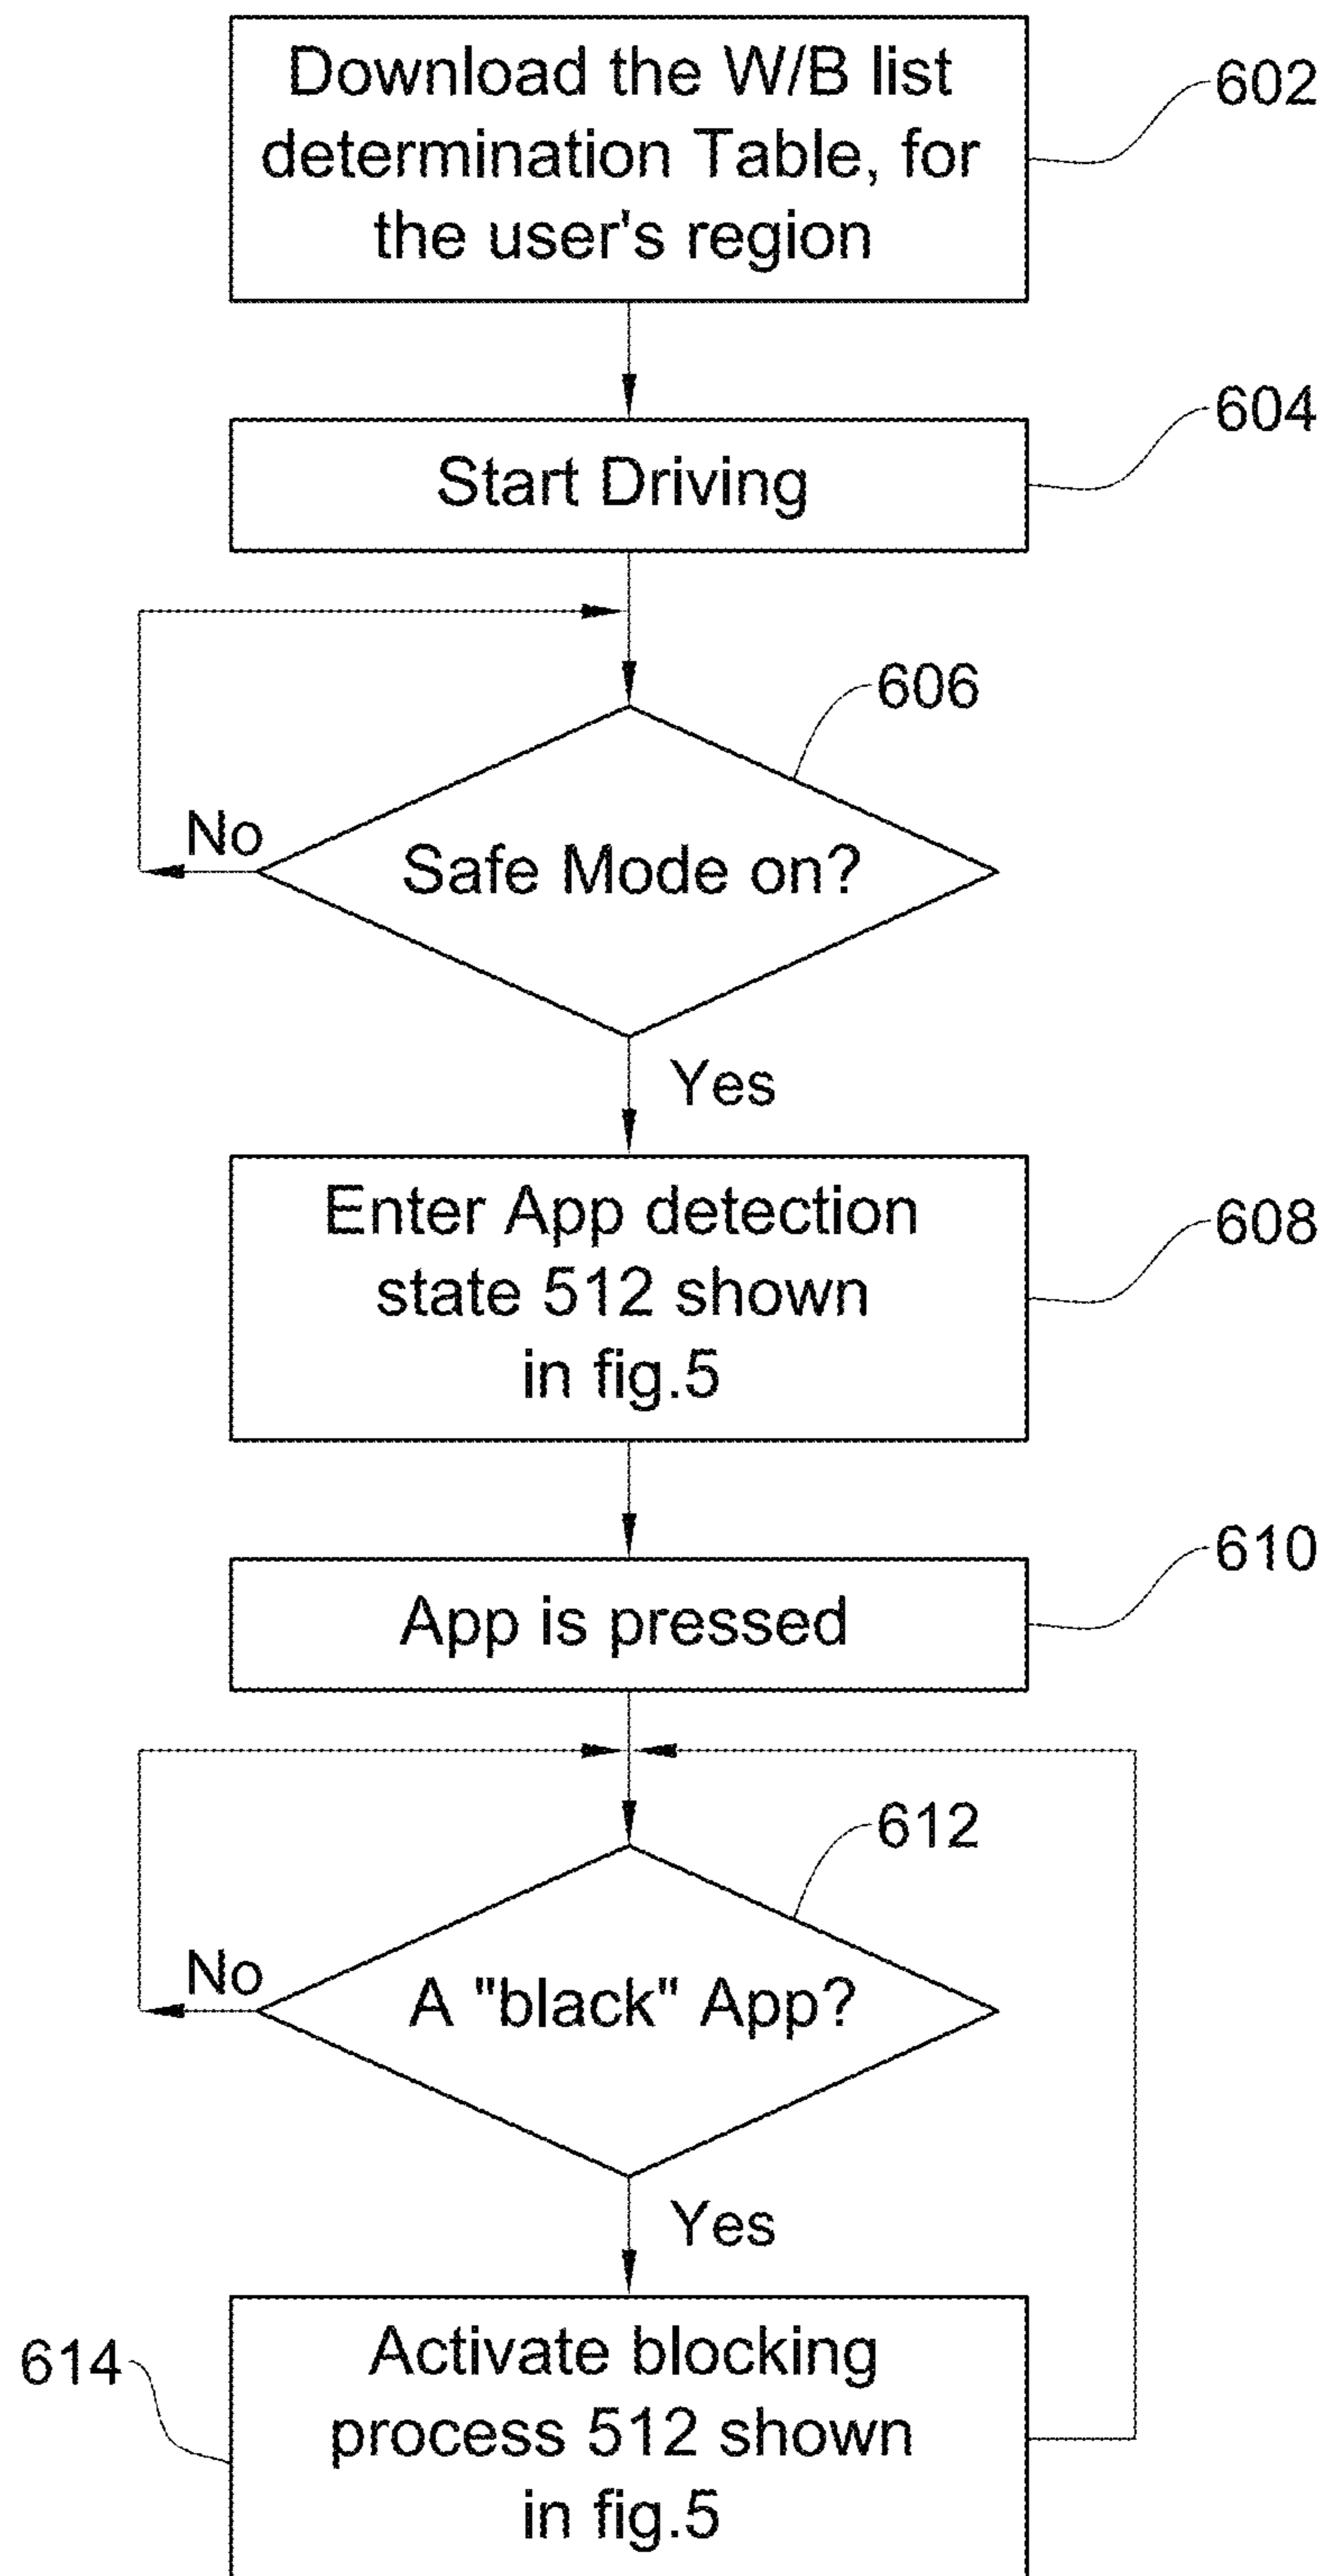 Download the W/B list
determination Table, for
the user's region
602
Start Driving
604
606
Safe Mode on?
No
Yes
Enter App detection
state 512 shown
in fig.5
608
App is pressed
610
612
A "black" App?
No
Yes
Activate blocking
process 512 shown
in fig.5
614